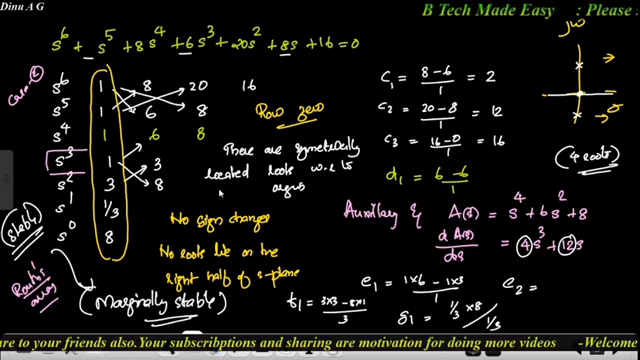 Dinu A G
B Tech Made Easy :Please
s⁶ + s⁵ + 8s⁴ + 6s³ + 20s² + 8s + 16 = 0
Case-②
s⁶ 1 8 20 16
s⁵ 1 6 8
s⁴ 1 6 8
s³ 1 3
s² 3 8
s¹ 1/3
s⁰ 8
Row zero
There are symmetrically
located roots w.r.to
No sign changes
No roots lie on the
right half of s-plane
Stable
Routh's
array
(Marginally stable)
C₁ = 8-6/1 = 2
C₂ = 20-8/1 = 12
C₃ = 16-0/1 = 16
d₁ = 6-6/1
Auxiliary Eq A(s) = s⁴ + 6s² + 8
d A(s)/ds = 4s³ + 12s
e₁ = 1×6 - 1×3/1
e₂ =
f₁ = 3×3 - 8×1/3
g₁ = 1/3 × 8 / 1/3
jω
σ
(4 roots)
are to your friends also.Your subscribptions and sharing are motivation for doing more videos -Welcome